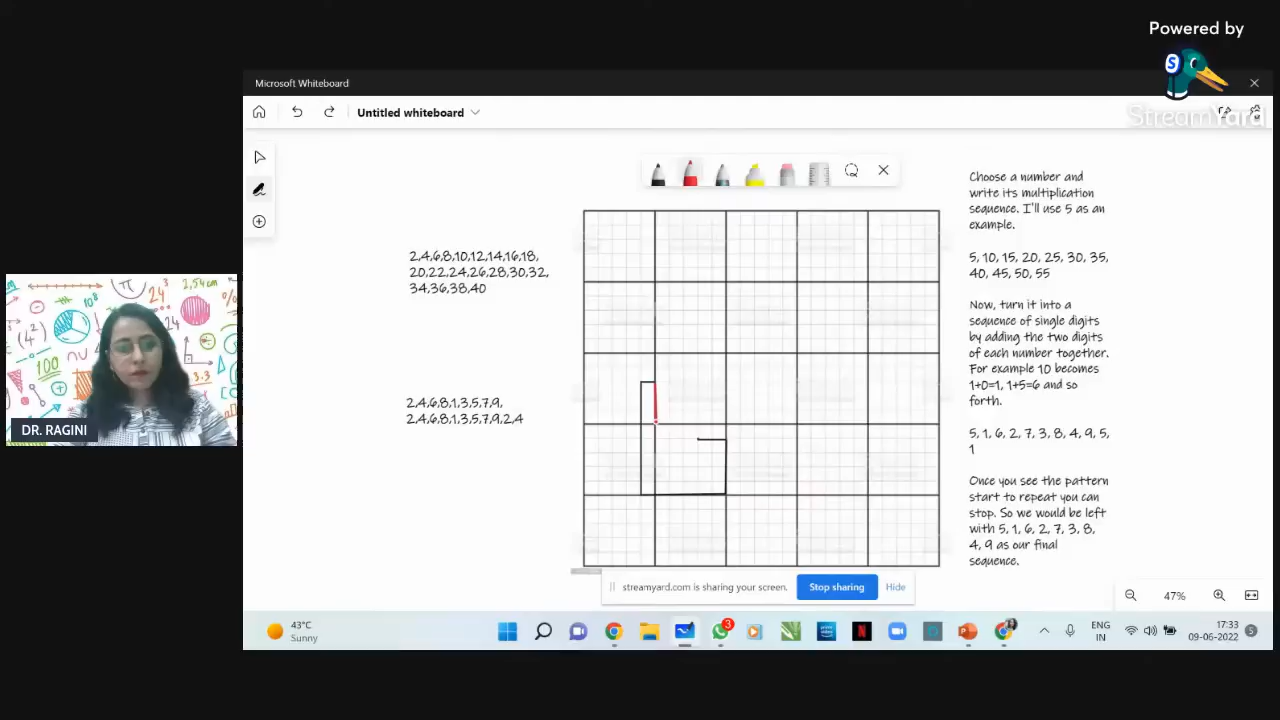 Powered by
StreamYard
Microsoft Whiteboard
Untitled whiteboard
Choose a number and
write its multiplication
sequence. I'll use 5 as an
example.
5, 10, 15, 20, 25, 30, 35,
40, 45, 50, 55
Now, turn it into a
sequence of single digits
by adding the two digits
of each number together.
For example 10 becomes
1+0=1, 1+5=6 and so
forth.
5, 1, 6, 2, 7, 3, 8, 4, 9, 5,
1
Once you see the pattern
start to repeat you can
stop. So we would be left
with 5, 1, 6, 2, 7, 3, 8,
4, 9 as our final
sequence.
2,4,6,8,10,12,14,16,18,
20,22,24,26,28,30,32,
34,36,38,40
2,4,6,8,1,3,5,7,9,
2,4,6,8,1,3,5,7,9,2,4
DR. RAGINI
streamyard.com is sharing your screen.
Stop sharing
Hide
47%
43°C
Sunny
3
ENG
IN
17:33
09-06-2022
5